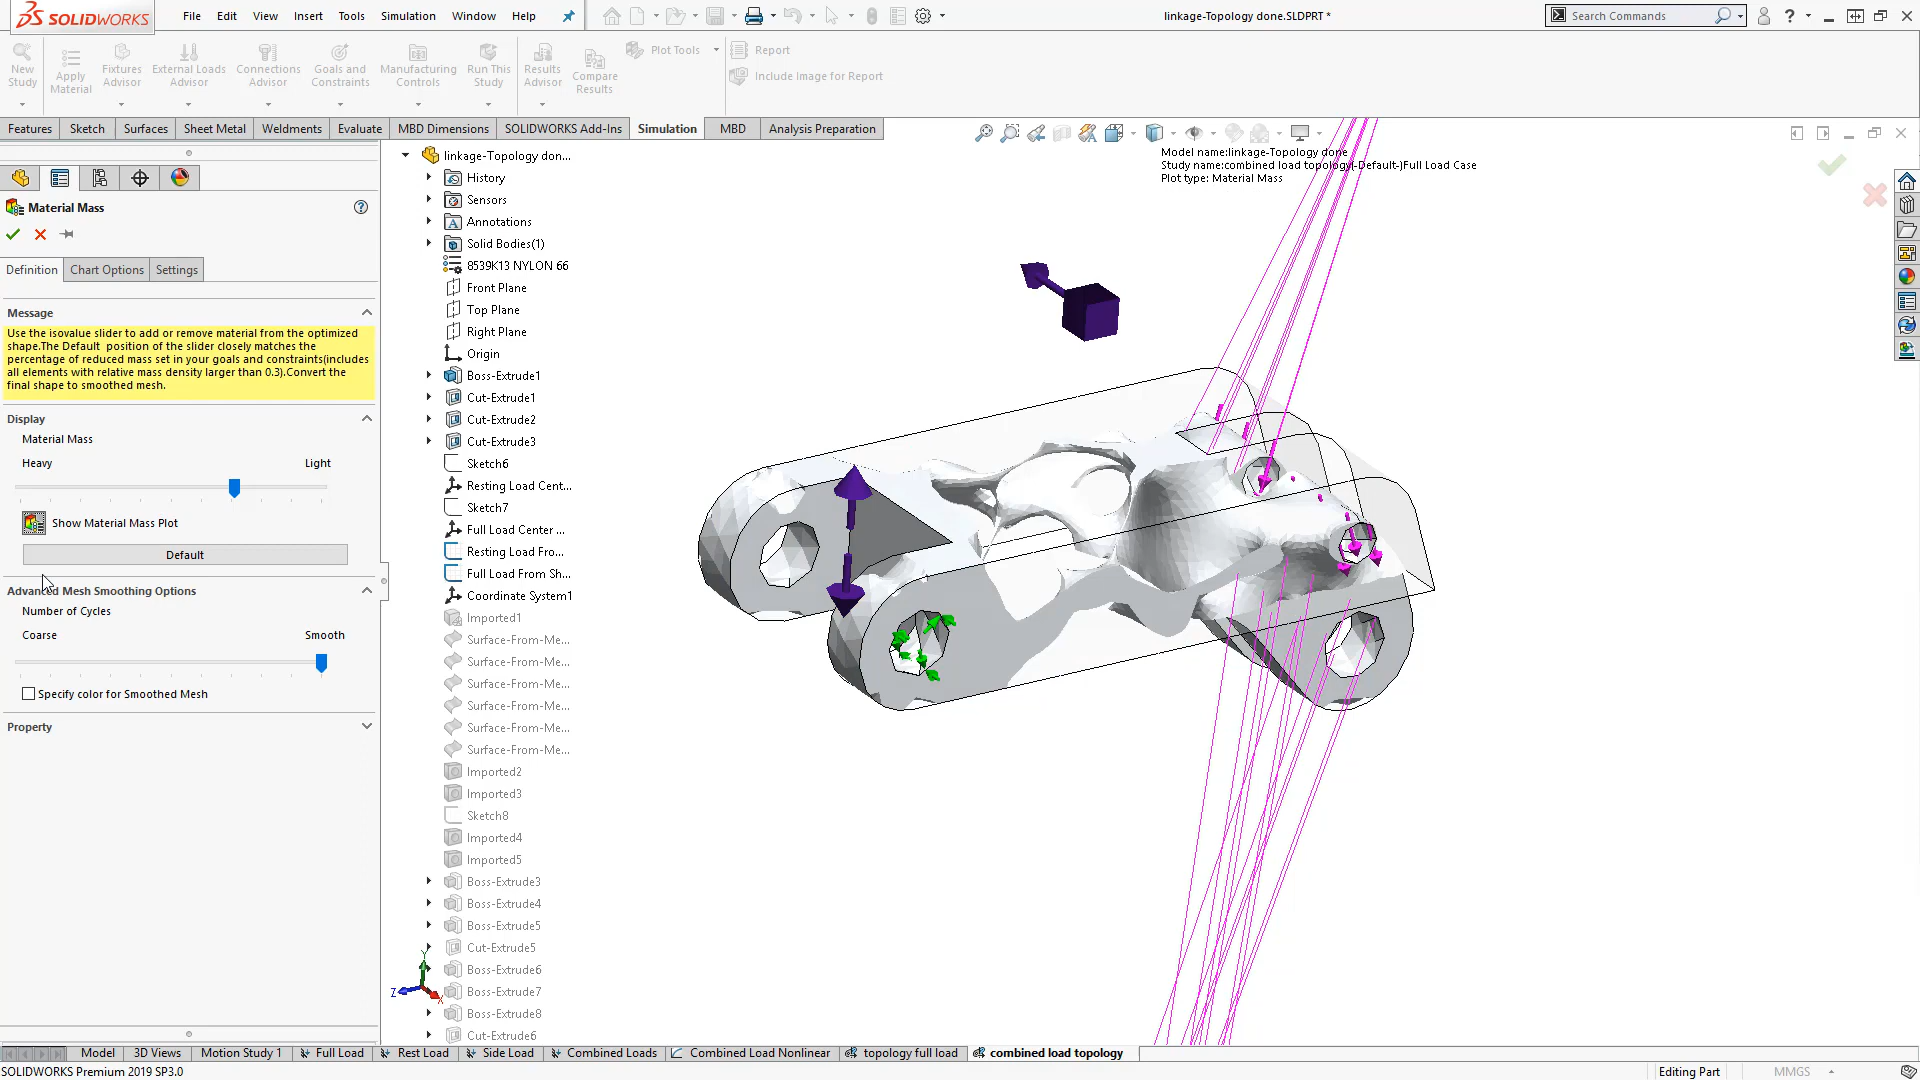 SOLIDWORKS
File Edit View Insert Tools Simulation Window Help
linkage-Topology done.SLDPRT *
Search Commands
New Study
Apply Material
Fixtures Advisor
External Loads Advisor
Connections Advisor
Goals and Constraints
Manufacturing Controls
Run This Study
Results Advisor
Compare Results
Plot Tools
Report
Include Image for Report
Features Sketch Surfaces Sheet Metal Weldments Evaluate MBD Dimensions SOLIDWORKS Add-Ins Simulation MBD Analysis Preparation
Material Mass
Definition Chart Options Settings
Message
Use the isovalue slider to add or remove material from the optimized
shape.The Default position of the slider closely matches the
percentage of reduced mass set in your goals and constraints(includes
all elements with relative mass density larger than 0.3).Convert the
final shape to smoothed mesh.
Display
Material Mass
Heavy Light
Show Material Mass Plot
Default
Advanced Mesh Smoothing Options
Number of Cycles
Coarse Smooth
Specify color for Smoothed Mesh
Property
linkage-Topology don...
History
Sensors
Annotations
Solid Bodies(1)
8539K13 NYLON 66
Front Plane
Top Plane
Right Plane
Origin
Boss-Extrude1
Cut-Extrude1
Cut-Extrude2
Cut-Extrude3
Sketch6
Resting Load Cent...
Sketch7
Full Load Center ...
Resting Load Fro...
Full Load From Sh...
Coordinate System1
Imported1
Surface-From-Me...
Surface-From-Me...
Surface-From-Me...
Surface-From-Me...
Surface-From-Me...
Surface-From-Me...
Imported2
Imported3
Sketch8
Imported4
Imported5
Boss-Extrude3
Boss-Extrude4
Boss-Extrude5
Cut-Extrude5
Boss-Extrude6
Boss-Extrude7
Boss-Extrude8
Cut-Extrude6
Model name:linkage-Topology done
Study name:combined load topology(-Default-)Full Load Case
Plot type: Material Mass
Y
Z X
Model 3D Views Motion Study 1 Full Load Rest Load Side Load Combined Loads Combined Load Nonlinear topology full load combined load topology
SOLIDWORKS Premium 2019 SP3.0
Editing Part MMGS